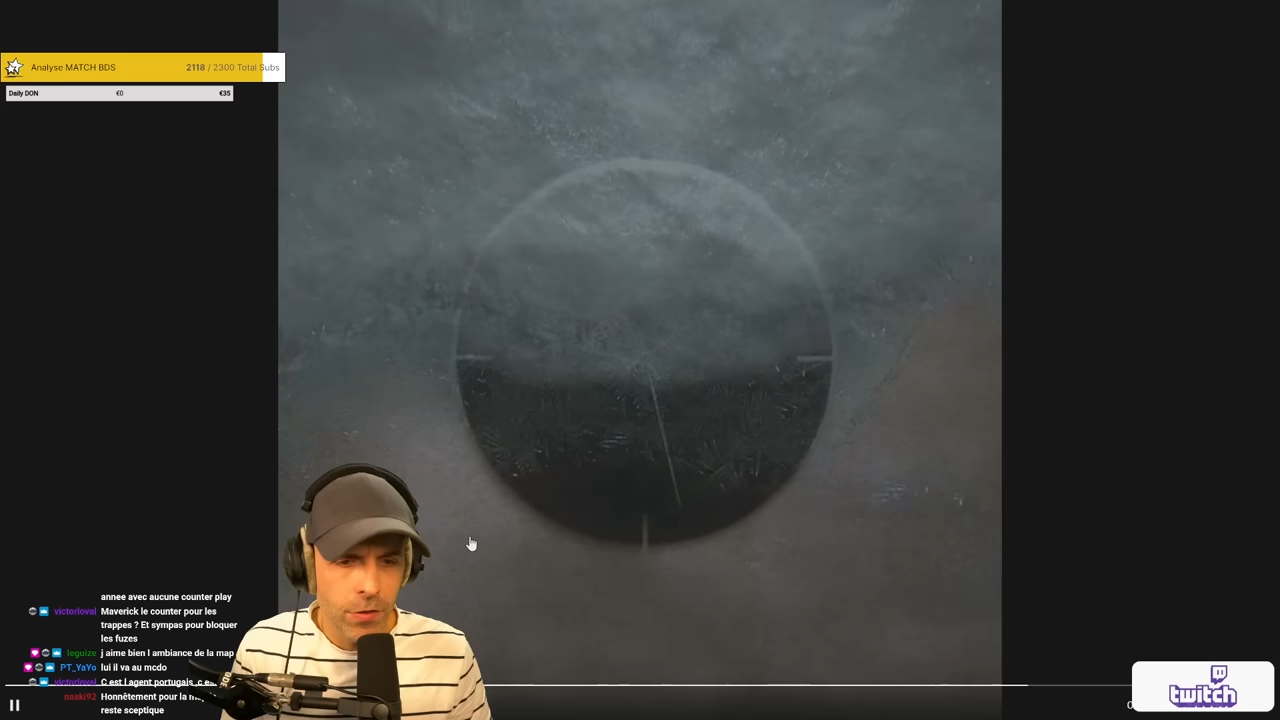 Analyse MATCH BDS 2118 / 2300 Total Subs
Daily DON €0 €35
annee avec aucune counter play
victorloval Maverick le counter pour les
trappes ? Et sympas pour bloquer
les fuzes
leguize j aime bien l ambiance de la map
PT_YaYo lui il va au mcdo
victorloval C est l agent portugais
naski92 Honnêtement pour la
reste sceptique
twitch